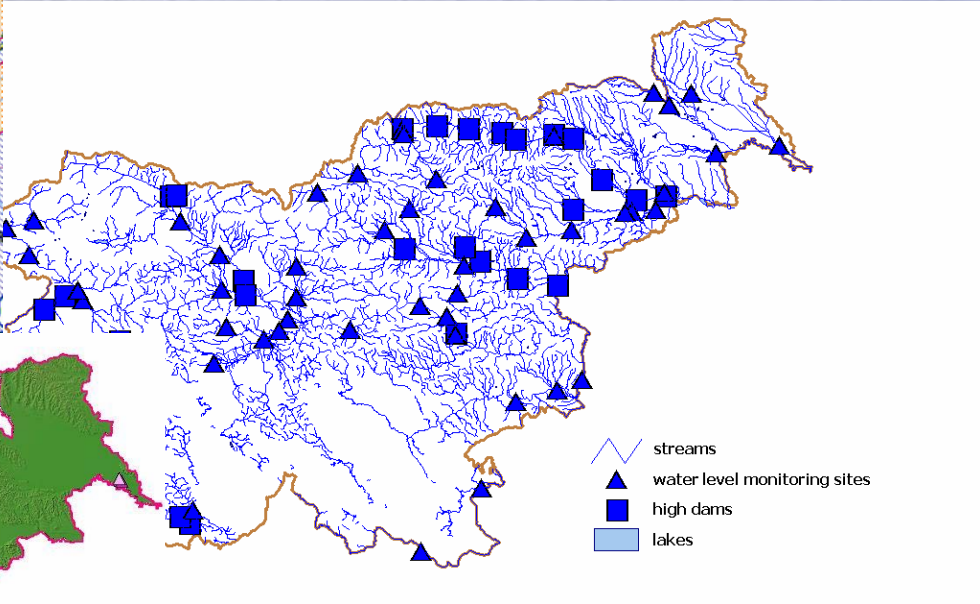 streams
water level monitoring sites
high dams
lakes